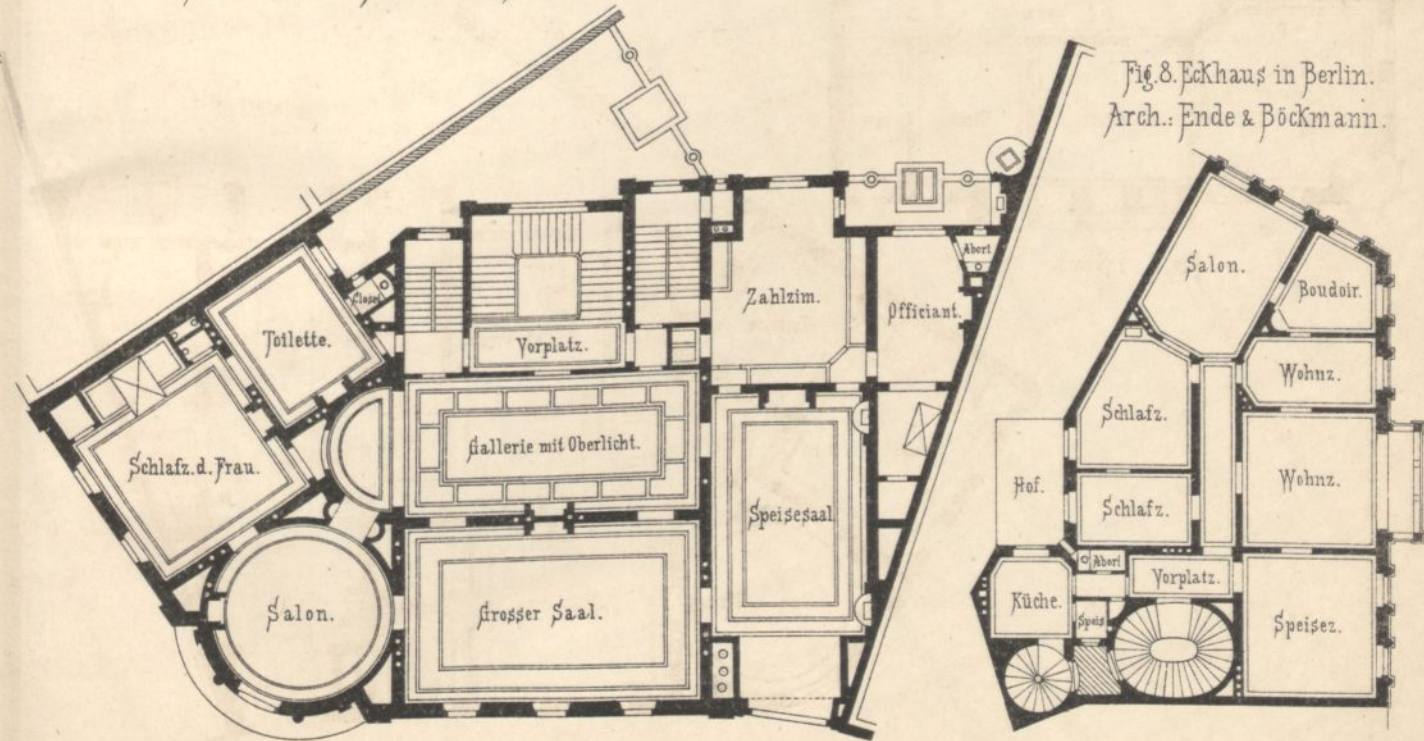 Fig. 8. Eckhaus in Berlin.
Arch.: Ende & Böckmann.
Toilette.
Closet
Vorplatz.
Zahlzim.
Officiant.
Abort
Schlafz. d. Frau.
Gallerie mit Oberlicht.
Speisesaal
Salon.
Grosser Saal.
Salon.
Boudoir.
Wohnz.
Schlafz.
Wohnz.
Hof.
Schlafz.
Abort
Vorplatz.
Küche.
Speis
Speisez.